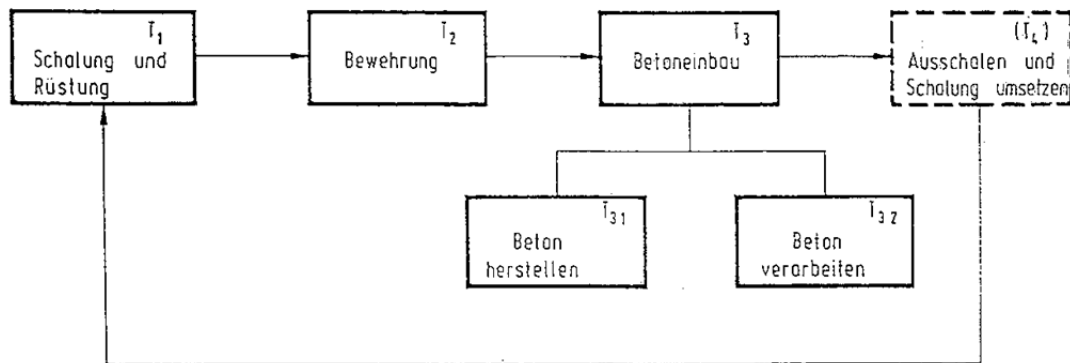 T1
Schalung und
Rüstung
T2
Bewehrung
T3
Betoneinbau
(T4)
Ausschalen und
Schalung umsetzen
T31
Beton
herstellen
T32
Beton
verarbeiten